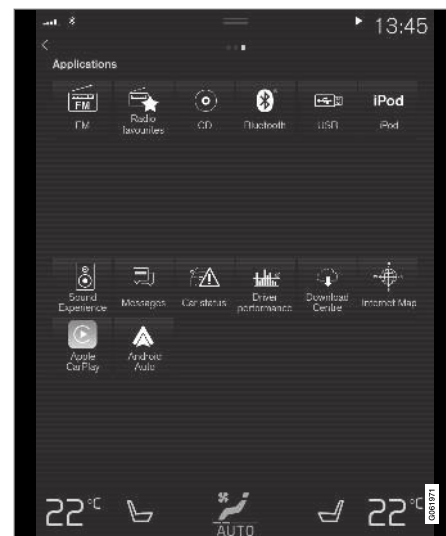 13:45
Applications
FM
iPod
FM
Radio
favourites
CD
Bluetooth
USB
iPod
Sound
Experience
Messages
Car status
Driver
performance
Download
Centre
Internet Map
Apple
CarPlay
Android
Auto
22°C
22°C
AUTO
G061971